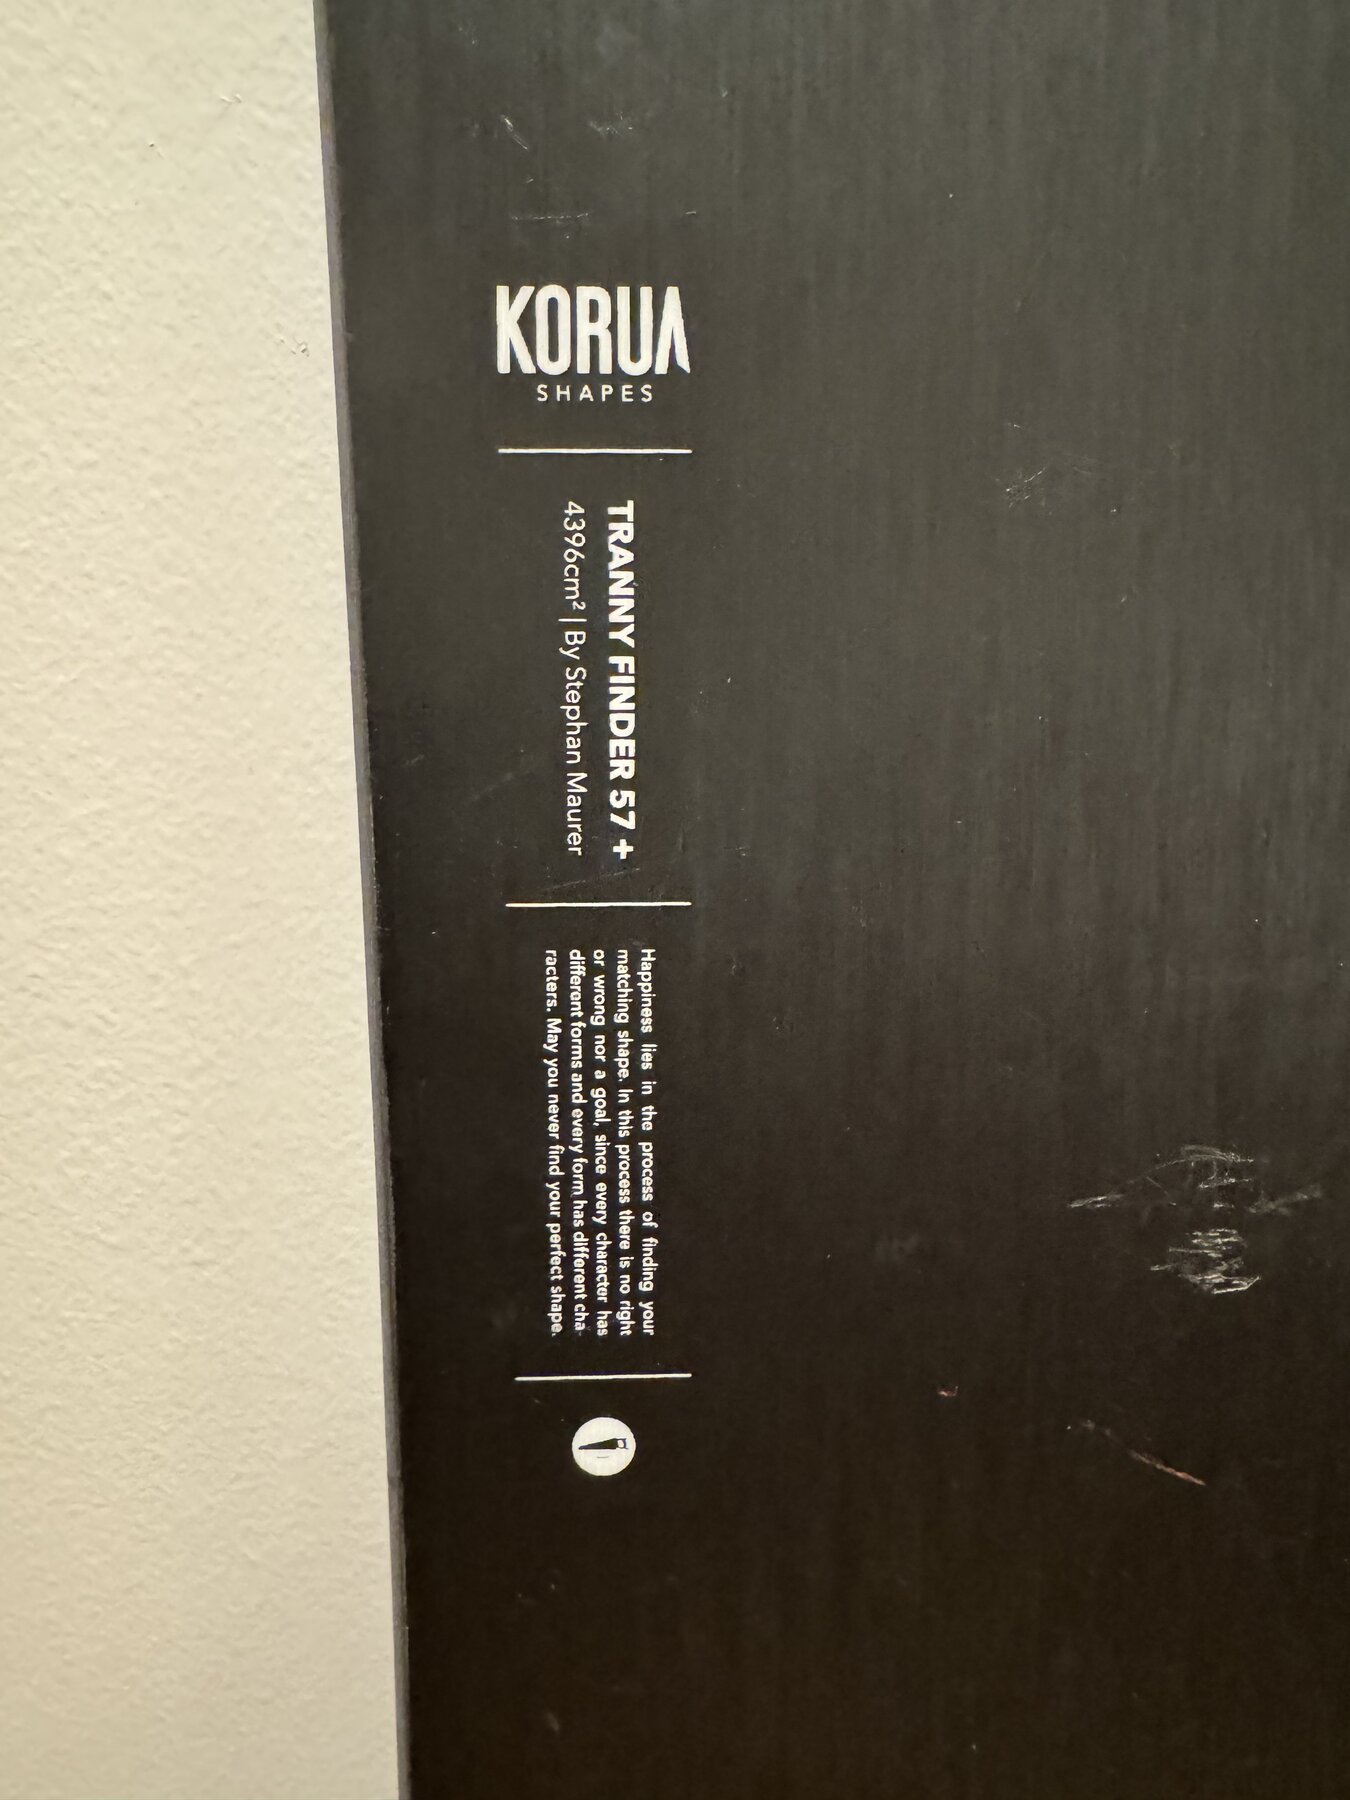 KORUA
SHAPES
TRANNY FINDER 57 +
4396cm² | By Stephan Maurer
Happiness lies in the process of finding your
matching shape. In this process there is no right
or wrong nor a goal, since every character has
different forms and every form has different cha-
racters. May you never find your perfect shape.